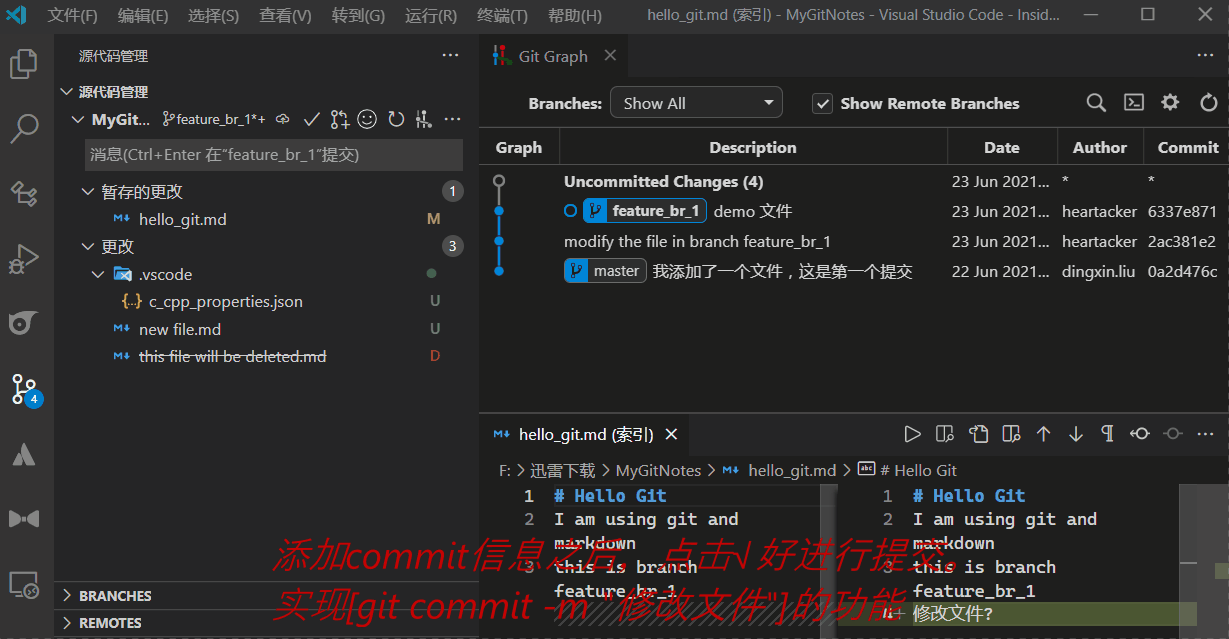 文件(F) 编辑(E) 选择(S) 查看(V) 转到(G) 运行(R) 终端(T) 帮助(H) hello_git.md (索引) - MyGitNotes - Visual Studio Code - Insid...
源代码管理
源代码管理
MyGit... feature_br_1*+
消息(Ctrl+Enter 在“feature_br_1”提交)
暂存的更改 1
hello_git.md M
更改 3
.vscode
{..} c_cpp_properties.json U
new file.md U
this file will be deleted.md D
4
BRANCHES
REMOTES
Git Graph
Branches: Show All Show Remote Branches
Graph Description Date Author Commit
Uncommitted Changes (4) 23 Jun 2021... * *
feature_br_1 demo 文件 23 Jun 2021... heartacker 6337e871
modify the file in branch feature_br_1 23 Jun 2021... heartacker 2ac381e2
master 我添加了一个文件，这是第一个提交 22 Jun 2021... dingxin.liu 0a2d476c
hello_git.md (索引)
F: > 迅雷下载 > MyGitNotes > hello_git.md > abc # Hello Git
1 # Hello Git
2 I am using git and
markdown
3 this is branch
feature_br_1
1 # Hello Git
2 I am using git and
markdown
3 this is branch
feature_br_1
4+ 修改文件?
添加commit信息之后，点击√ 好进行提交。
实现[git commit -m "修改文件"]的功能